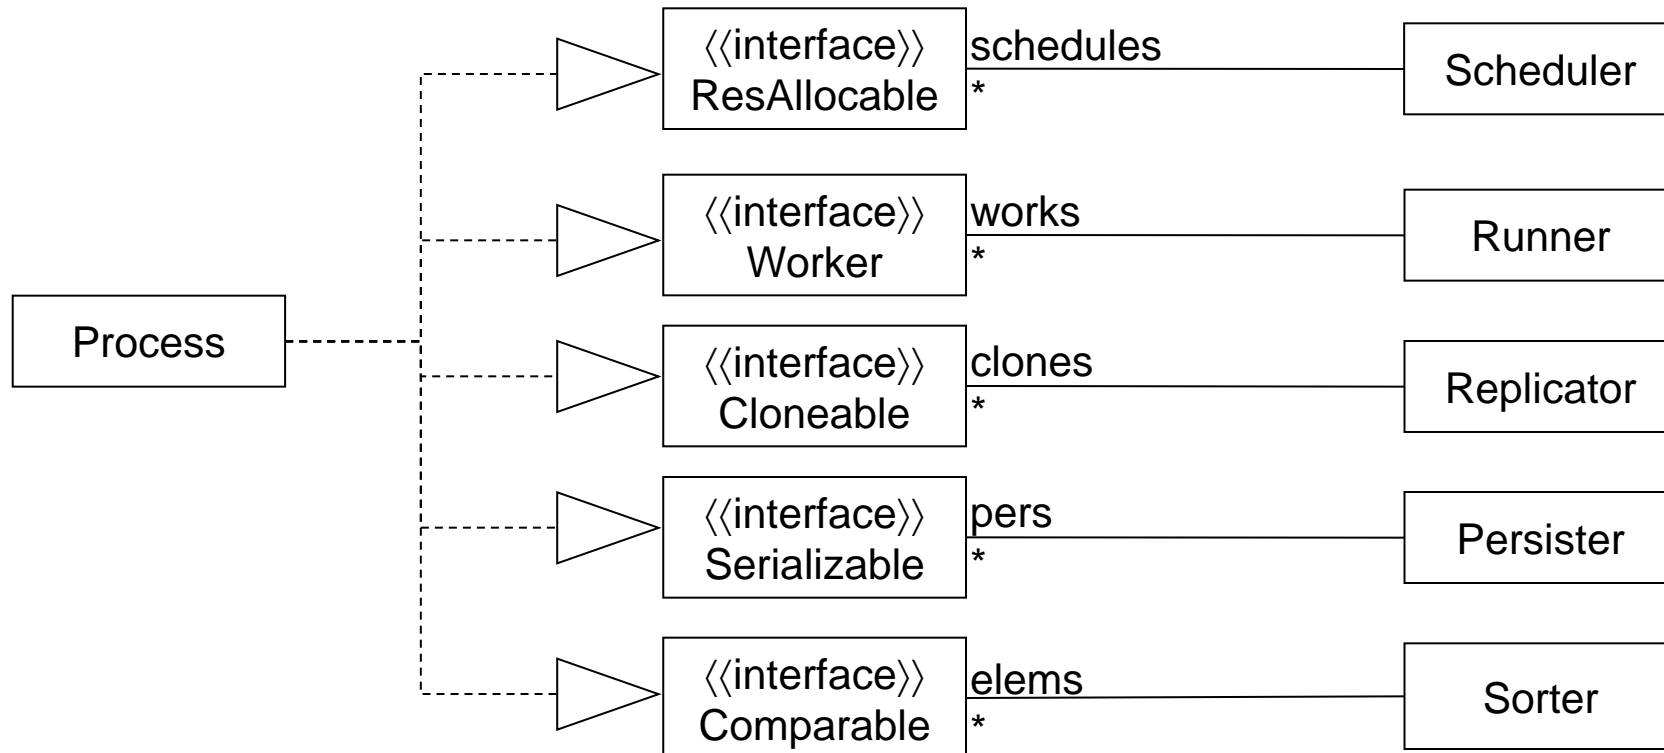 ⟨⟨interface⟩⟩
ResAllocable
schedules
*
Scheduler
⟨⟨interface⟩⟩
Worker
works
*
Runner
Process
⟨⟨interface⟩⟩
Cloneable
clones
*
Replicator
⟨⟨interface⟩⟩
Serializable
pers
*
Persister
⟨⟨interface⟩⟩
Comparable
elems
*
Sorter